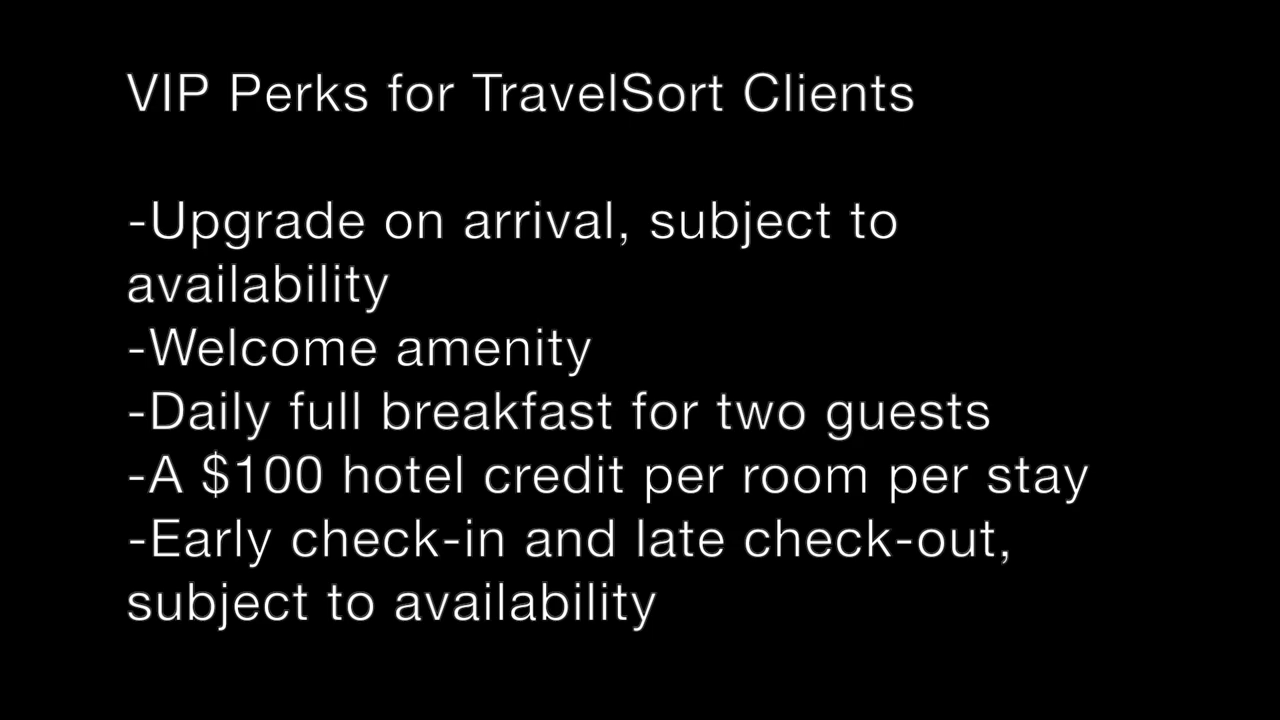 VIP Perks for TravelSort Clients
-Upgrade on arrival, subject to
availability
-Welcome amenity
-Daily full breakfast for two guests
-A $100 hotel credit per room per stay
-Early check-in and late check-out,
subject to availability